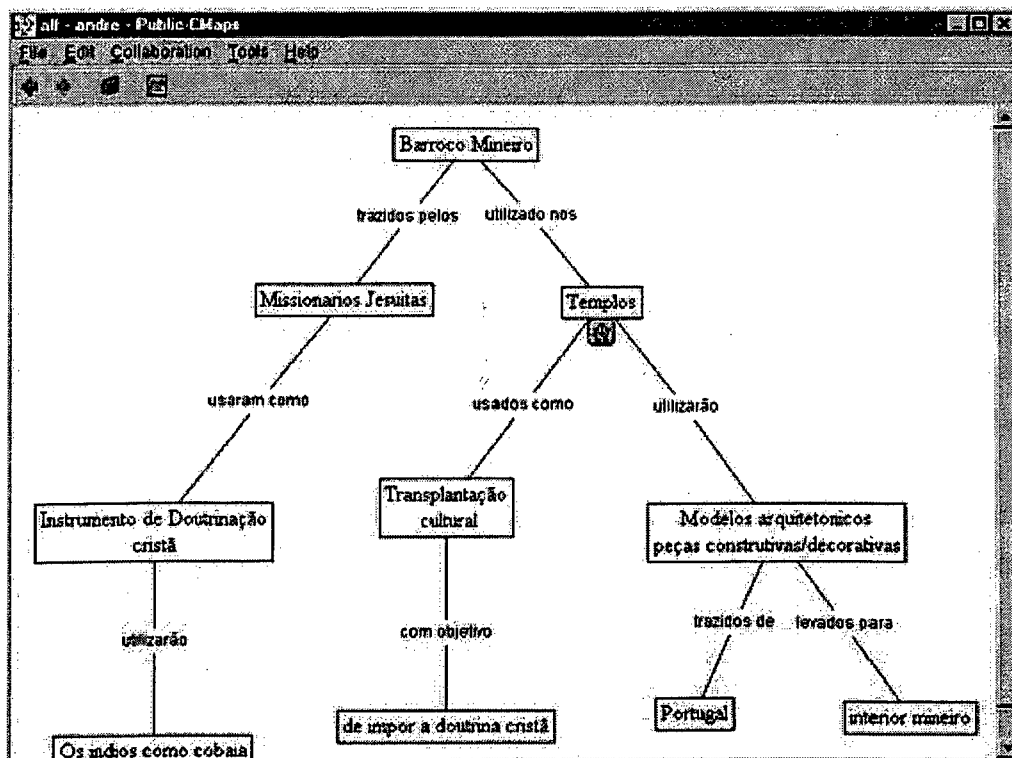 alf - andre - Public CMaps
File Edit Collaboration Tools Help
Barroco Mineiro
trazidos pelos utilizado nos
Missionarios Jesuitas Templos
usaram como usados como utilizarão
Instrumento de Doutrinação
cristã
Transplantação
cultural
Modelos arquitetonicos
peças construtivas/decorativas
utilizarão com objetivo trazidos de levados para
Os indios como cobaia de impor a doutrina cristã Portugal interior mineiro